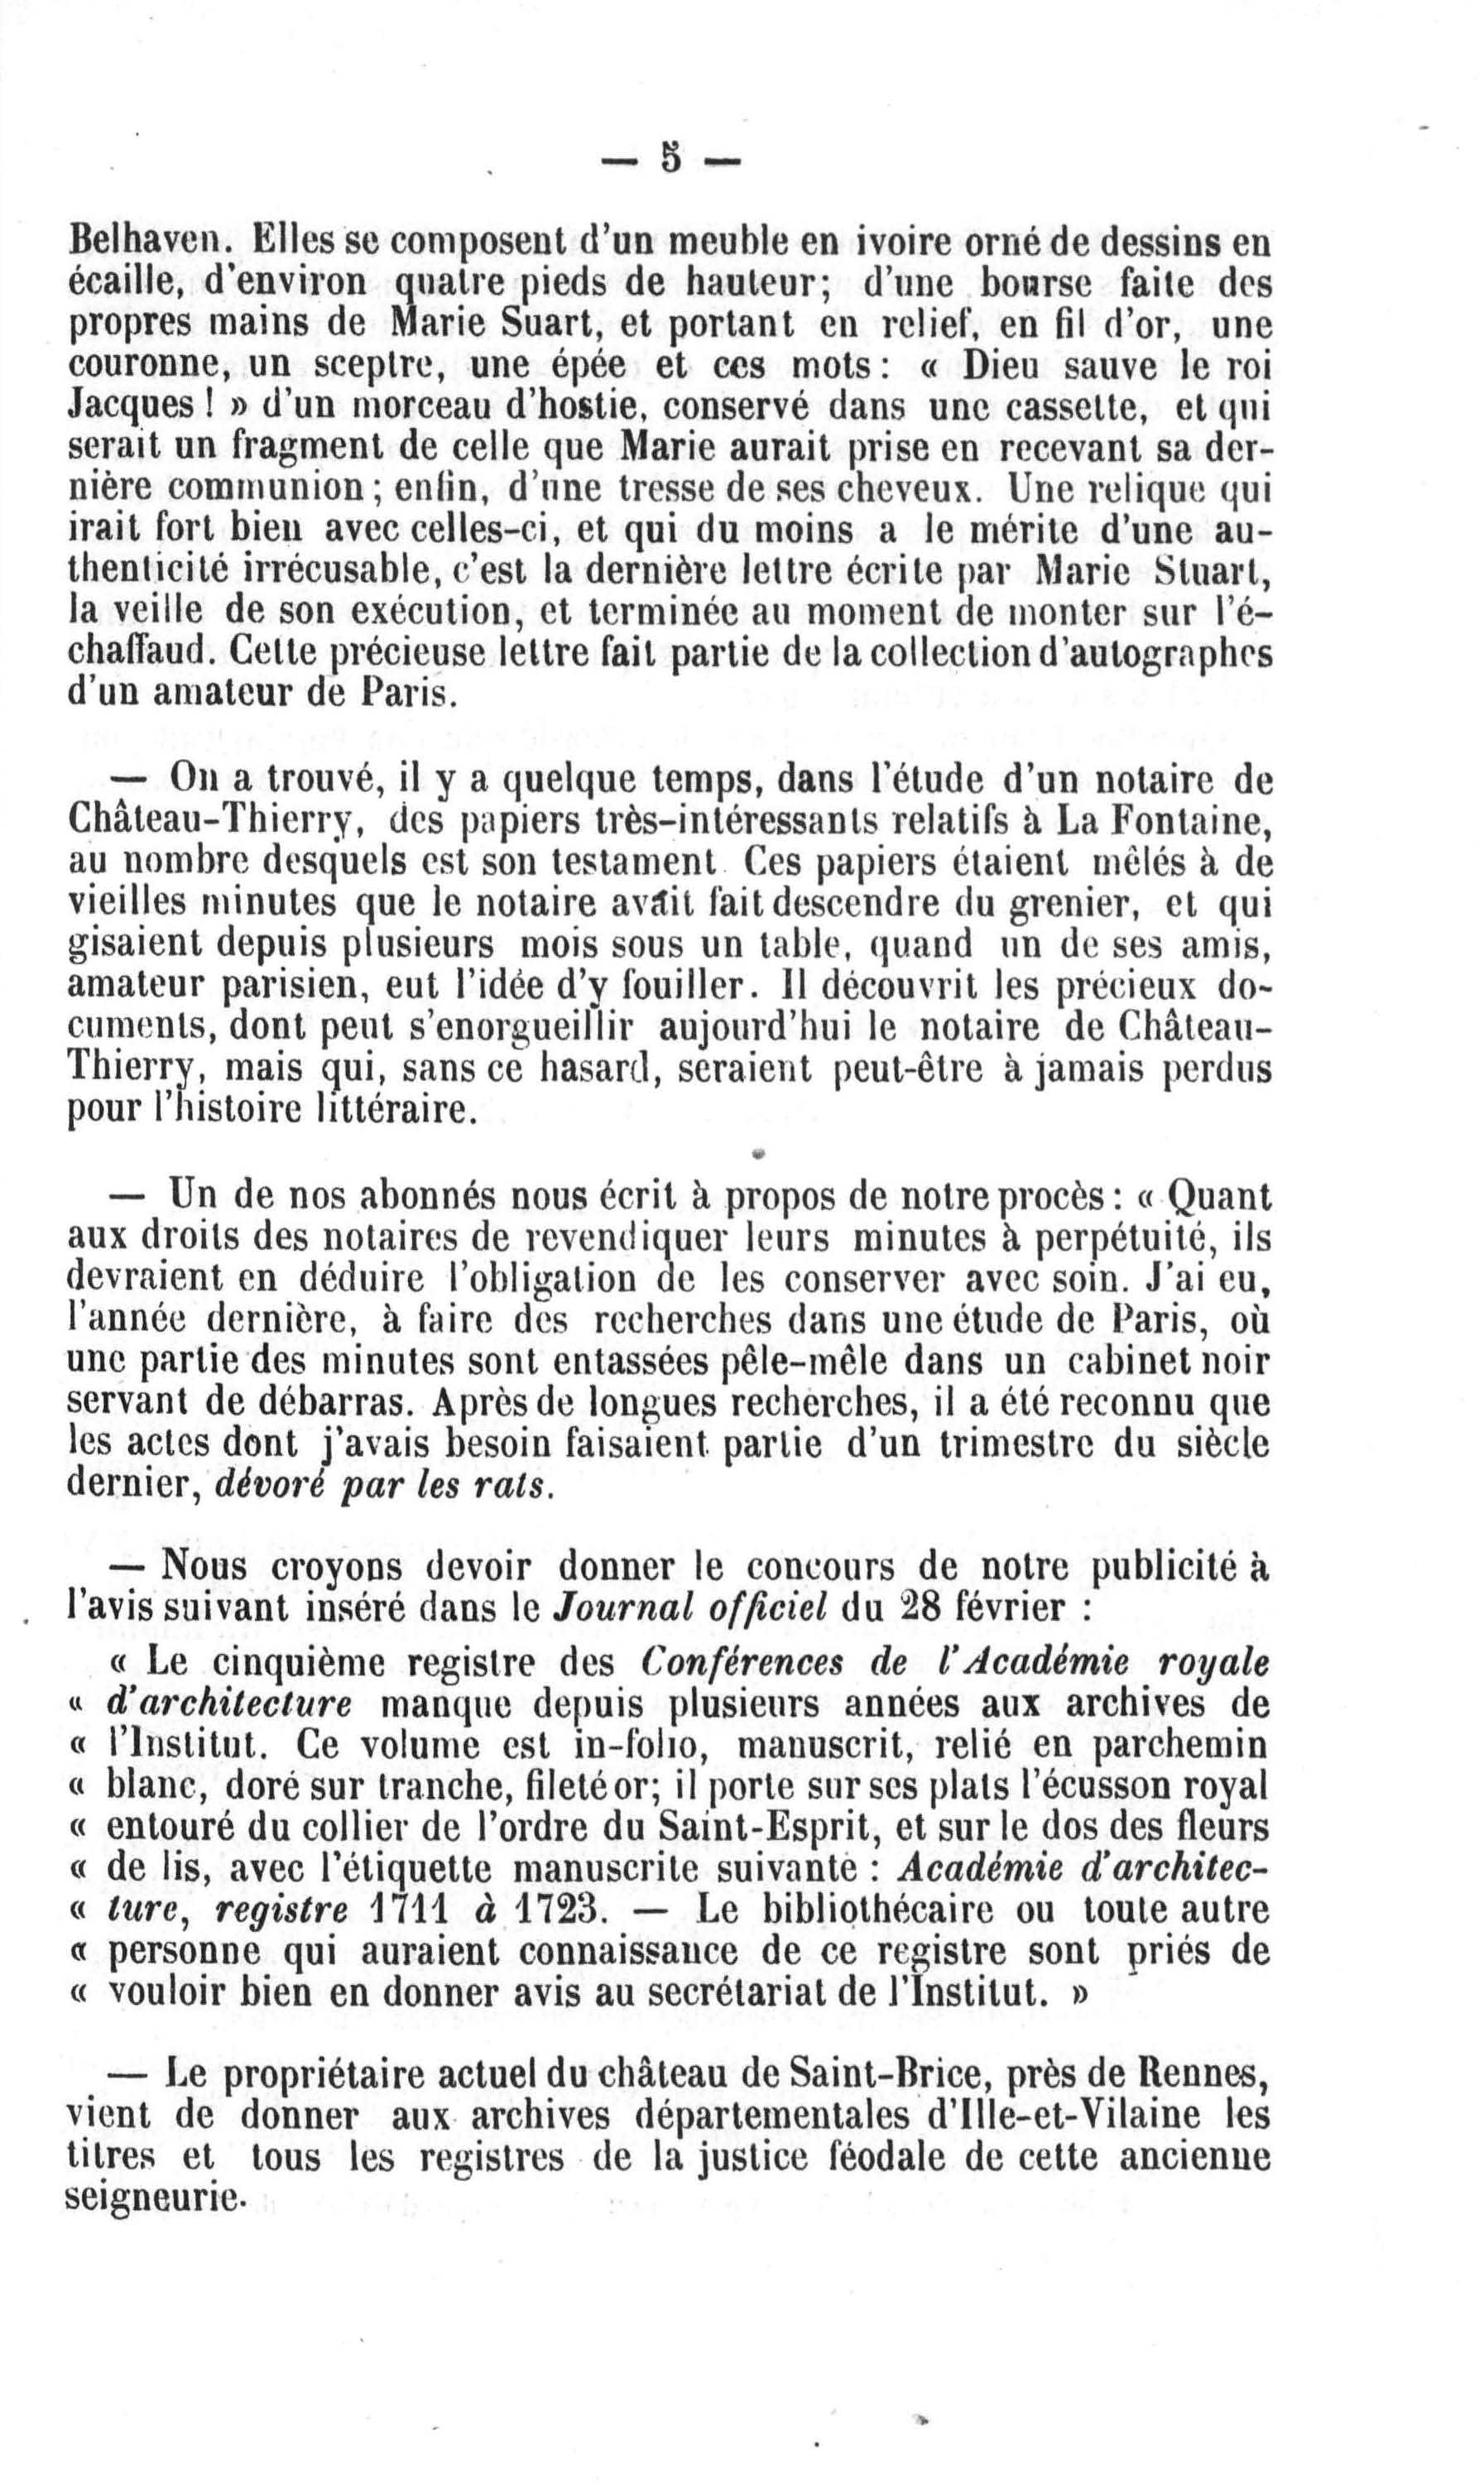 — 5 —
Belhaven. Elles se composent d'un meuble en ivoire orné de dessins en
écaille, d'environ quatre pieds de hauteur; d'une bourse faite des
propres mains de Marie Suart, et portant en relief, en fil d'or, une
couronne, un sceptre, une épée et ces mots : « Dieu sauve le roi
Jacques ! » d'un morceau d'hostie, conservé dans une cassette, et qui
serait un fragment de celle que Marie aurait prise en recevant sa der-
nière communion ; enfin, d'une tresse de ses cheveux. Une relique qui
irait fort bien avec celles-ci, et qui du moins a le mérite d'une au-
thenticité irrécusable, c'est la dernière lettre écrite par Marie Stuart,
la veille de son exécution, et terminée au moment de monter sur l'é-
chaffaud. Cette précieuse lettre fait partie de la collection d'autographes
d'un amateur de Paris.
— On a trouvé, il y a quelque temps, dans l'étude d'un notaire de
Château-Thierry, des papiers très-intéressants relatifs à La Fontaine,
au nombre desquels est son testament. Ces papiers étaient mêlés à de
vieilles minutes que le notaire avait fait descendre du grenier, et qui
gisaient depuis plusieurs mois sous un table, quand un de ses amis,
amateur parisien, eut l'idée d'y fouiller. Il découvrit les précieux do-
cuments, dont peut s'enorgueillir aujourd'hui le notaire de Château-
Thierry, mais qui, sans ce hasard, seraient peut-être à jamais perdus
pour l'histoire littéraire.
— Un de nos abonnés nous écrit à propos de notre procès : « Quant
aux droits des notaires de revendiquer leurs minutes à perpétuité, ils
devraient en déduire l'obligation de les conserver avec soin. J'ai eu,
l'année dernière, à faire des recherches dans une étude de Paris, où
une partie des minutes sont entassées pêle-mêle dans un cabinet noir
servant de débarras. Après de longues recherches, il a été reconnu que
les actes dont j'avais besoin faisaient partie d'un trimestre du siècle
dernier, dévoré par les rats.
— Nous croyons devoir donner le concours de notre publicité à
l'avis suivant inséré dans le Journal officiel du 28 février :
« Le cinquième registre des Conférences de l'Académie royale
« d'architecture manque depuis plusieurs années aux archives de
« l'Institut. Ce volume est in-folio, manuscrit, relié en parchemin
« blanc, doré sur tranche, fileté or; il porte sur ses plats l'écusson royal
« entouré du collier de l'ordre du Saint-Esprit, et sur le dos des fleurs
« de lis, avec l'étiquette manuscrite suivante : Académie d'architec-
« ture, registre 1711 à 1723. — Le bibliothécaire ou toute autre
« personne qui auraient connaissance de ce registre sont priés de
« vouloir bien en donner avis au secrétariat de l'Institut. »
— Le propriétaire actuel du château de Saint-Brice, près de Rennes,
vient de donner aux archives départementales d'Ille-et-Vilaine les
titres et tous les registres de la justice féodale de cette ancienne
seigneurie.